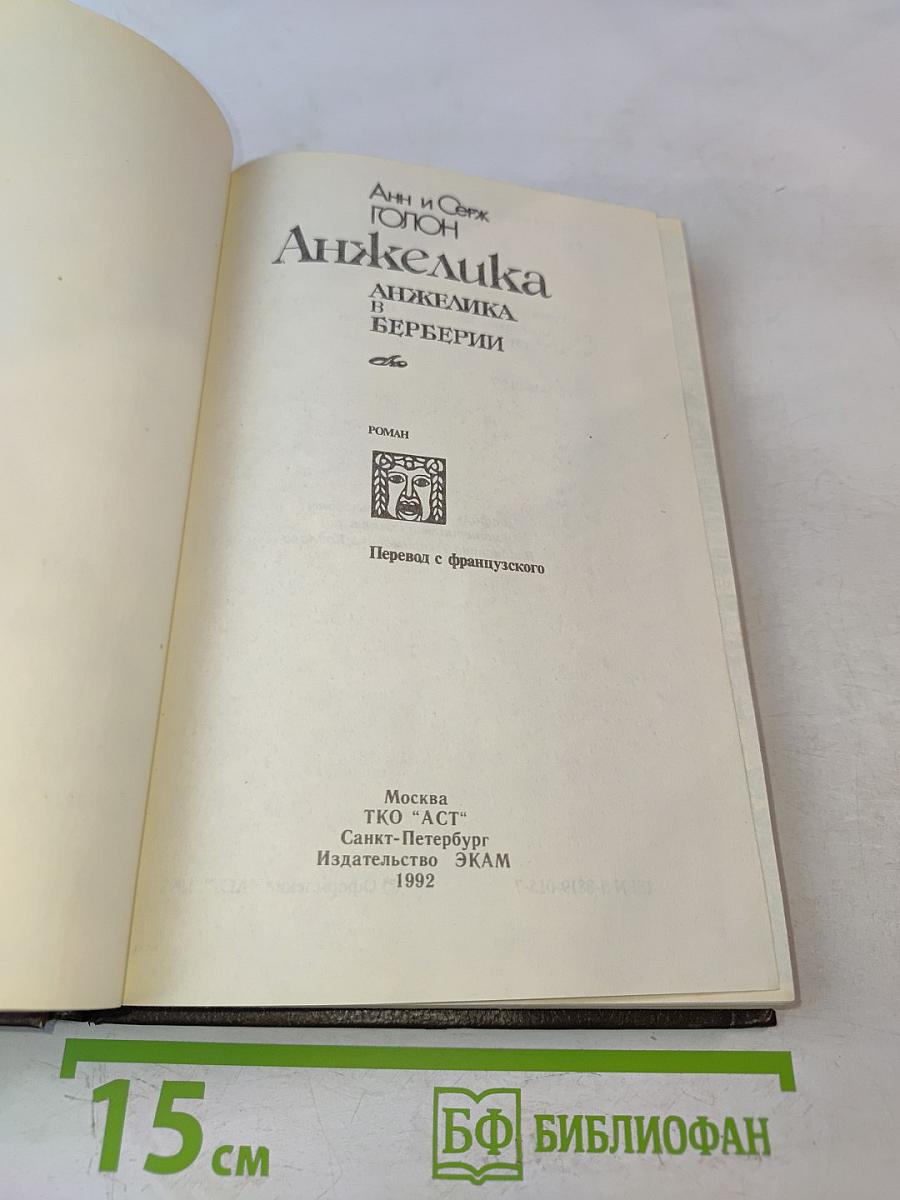 Анн и Серж
ГОЛОН
Анжелика
АНЖЕЛИКА
В
БЕРБЕРИИ
РОМАН
Перевод с французского
Москва
ТКО "АСТ"
Санкт-Петербург
Издательство ЭКАМ
1992
15 см
БФ БИБЛИОФАН